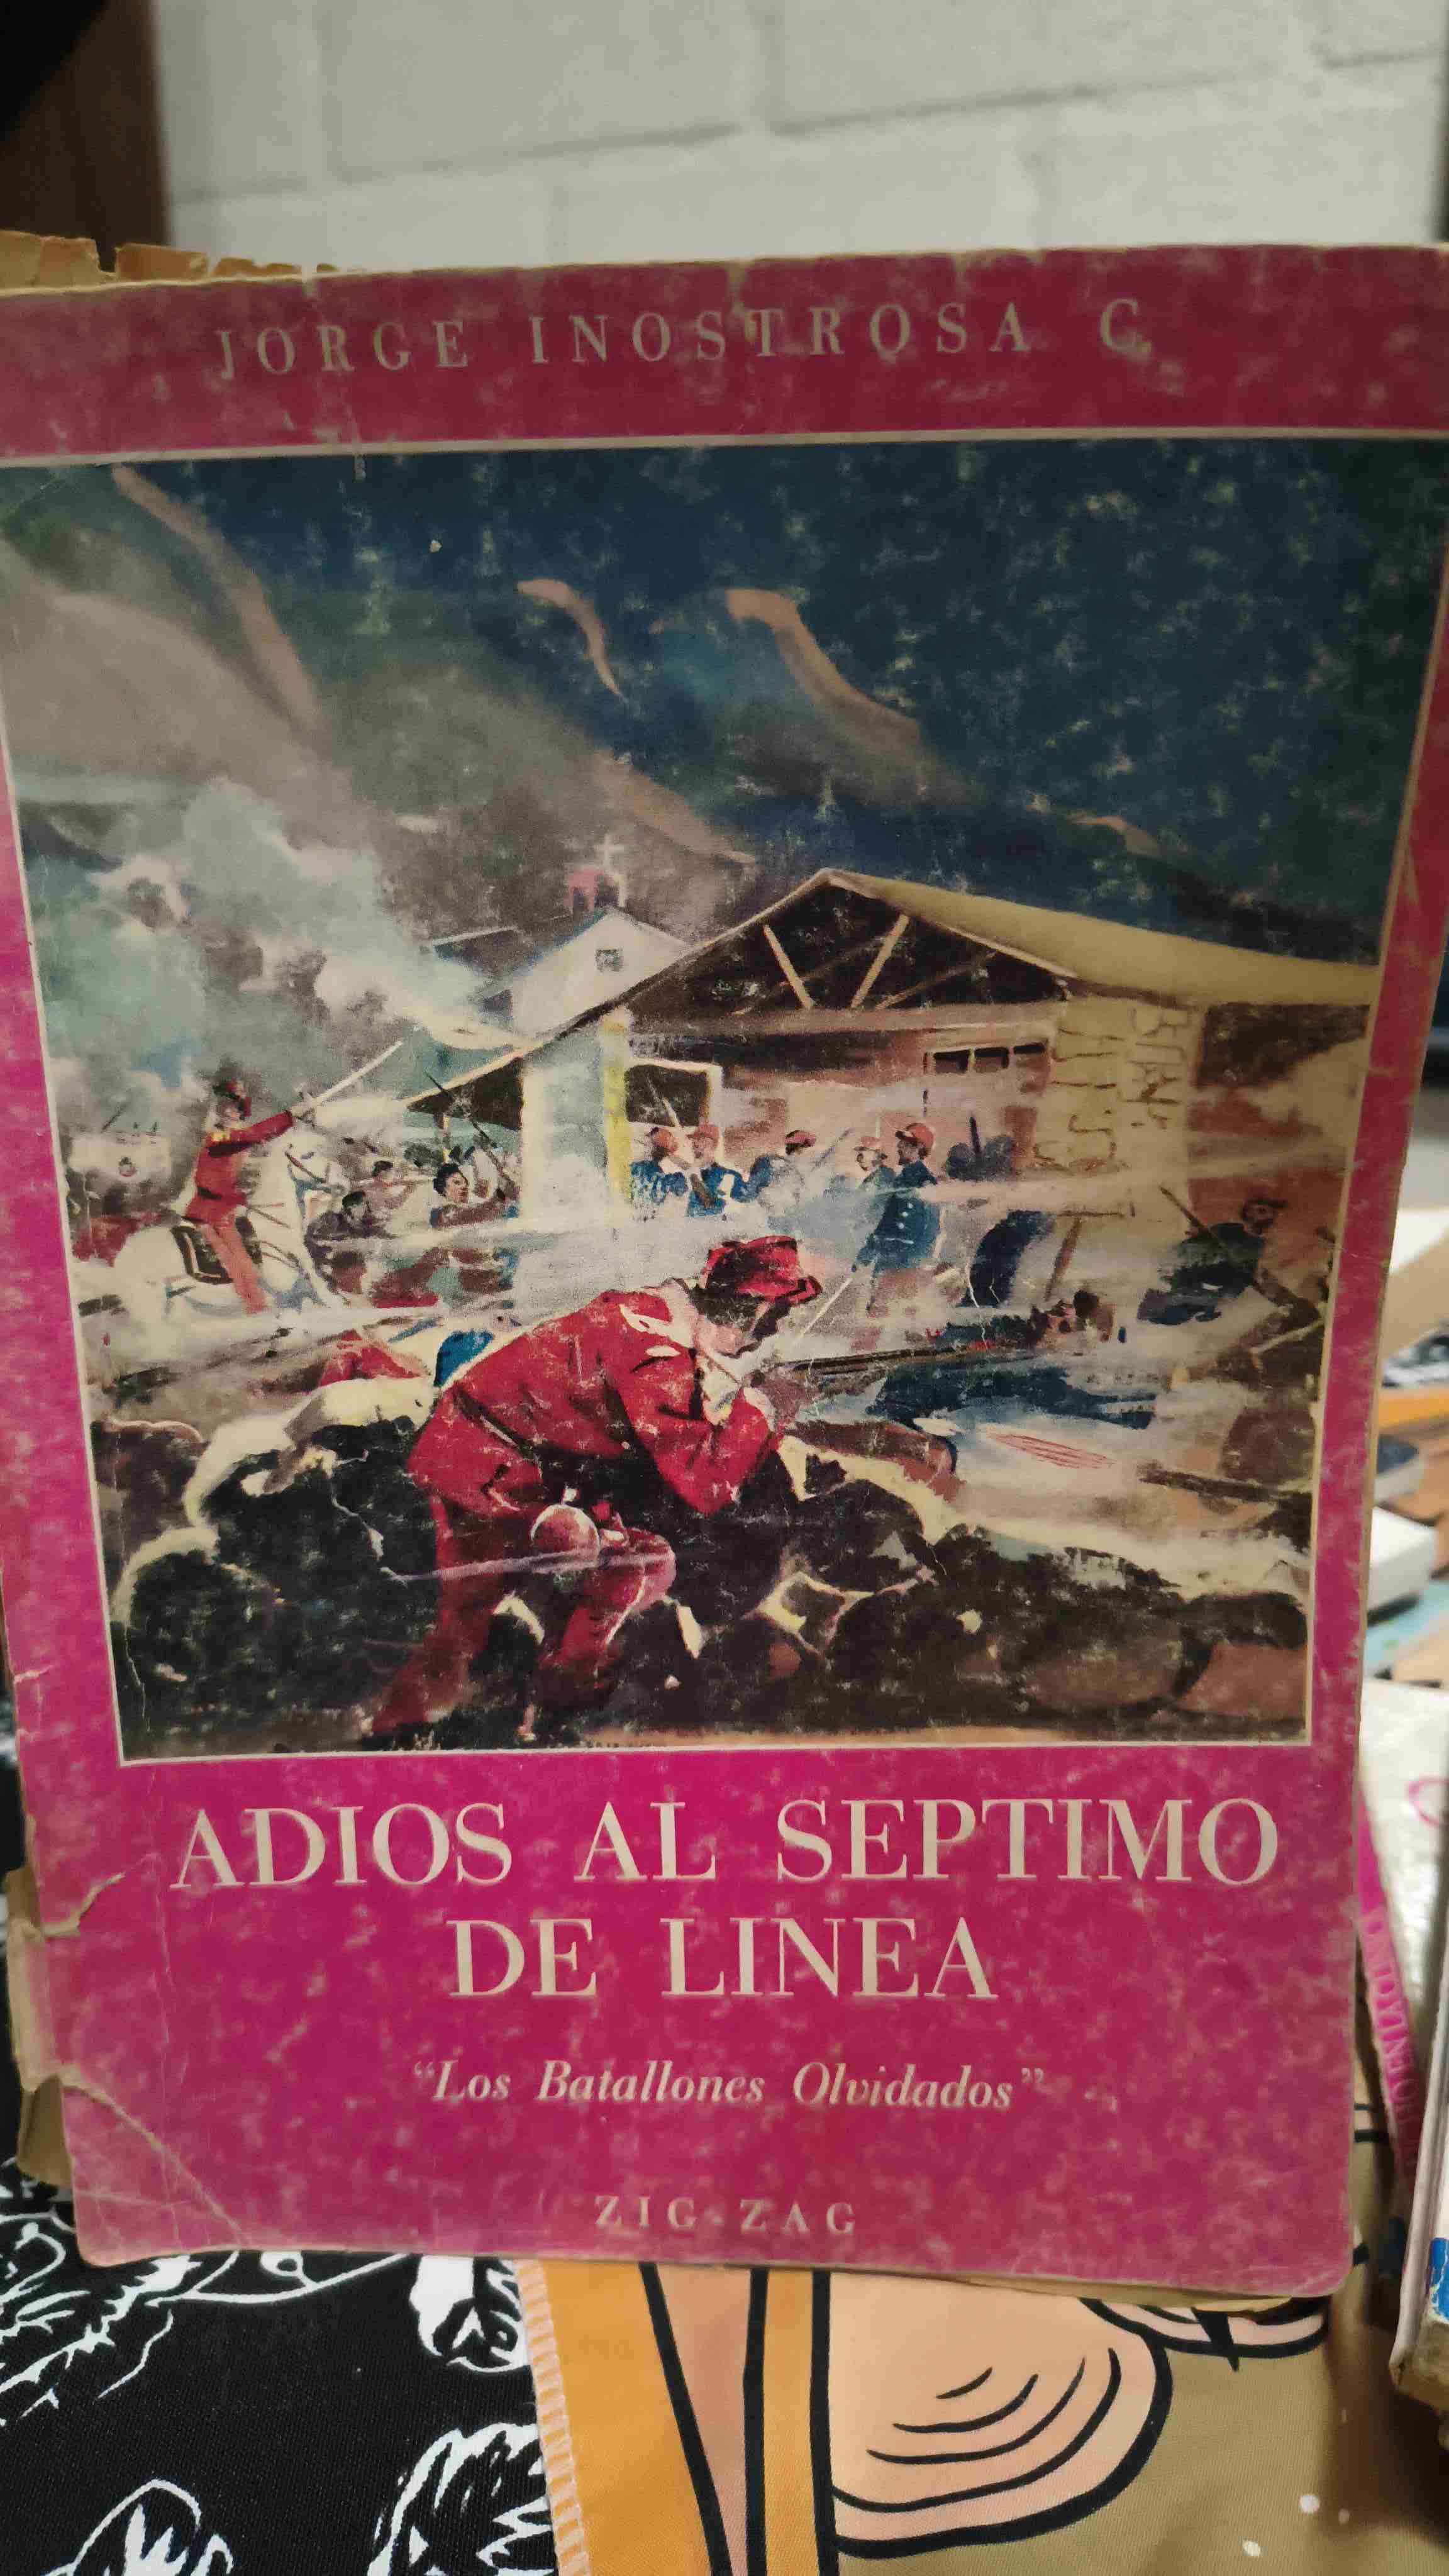 JORGE INOSTROSA C.
ADIOS AL SEPTIMO
DE LINEA
"Los Batallones Olvidados"
ZIG-ZAG